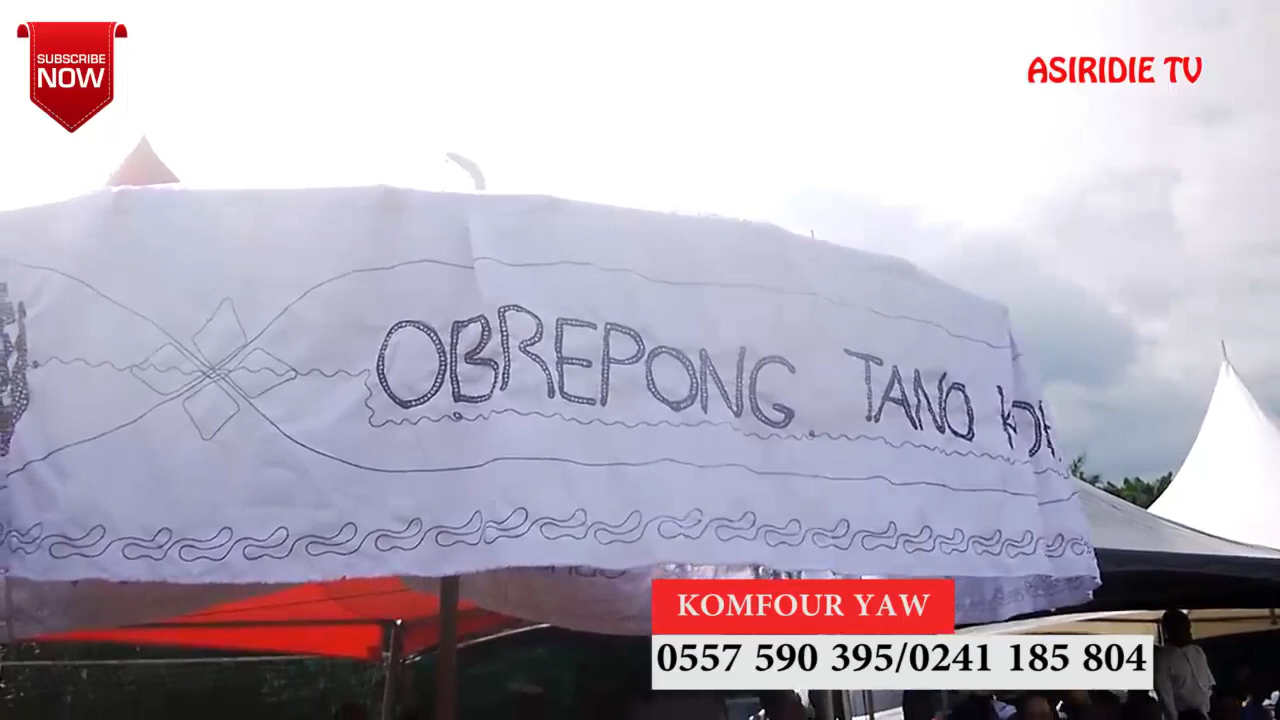 SUBSCRIBE
NOW
ASIRIDIE TV
OBREPONG TANO
KOMFOUR YAW
0557 590 395/0241 185 804